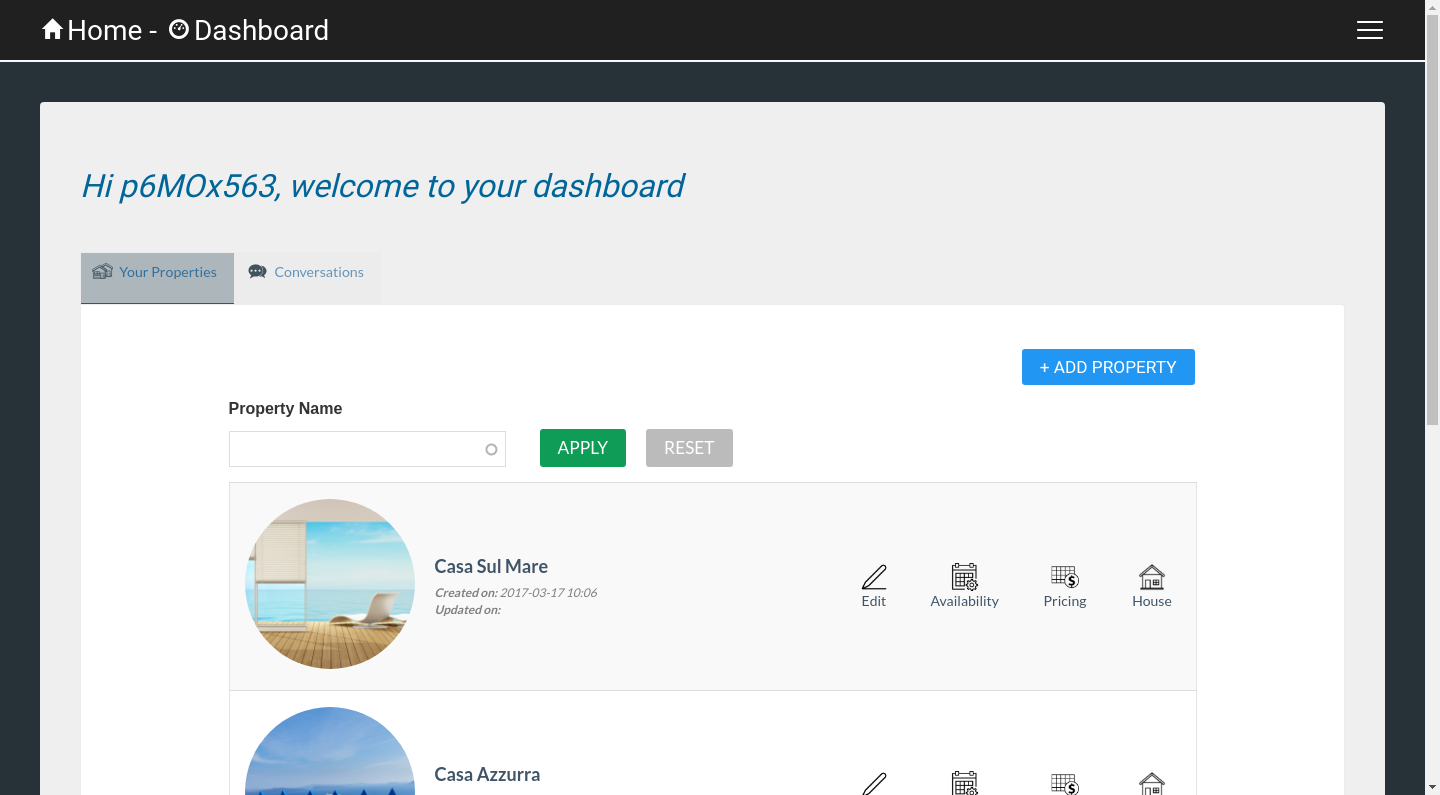 Home - Dashboard
Hi p6MOx563, welcome to your dashboard
Your Properties Conversations
+ ADD PROPERTY
Property Name
APPLY RESET
Casa Sul Mare
Created on: 2017-03-17 10:06
Updated on:
Edit Availability Pricing House
Casa Azzurra